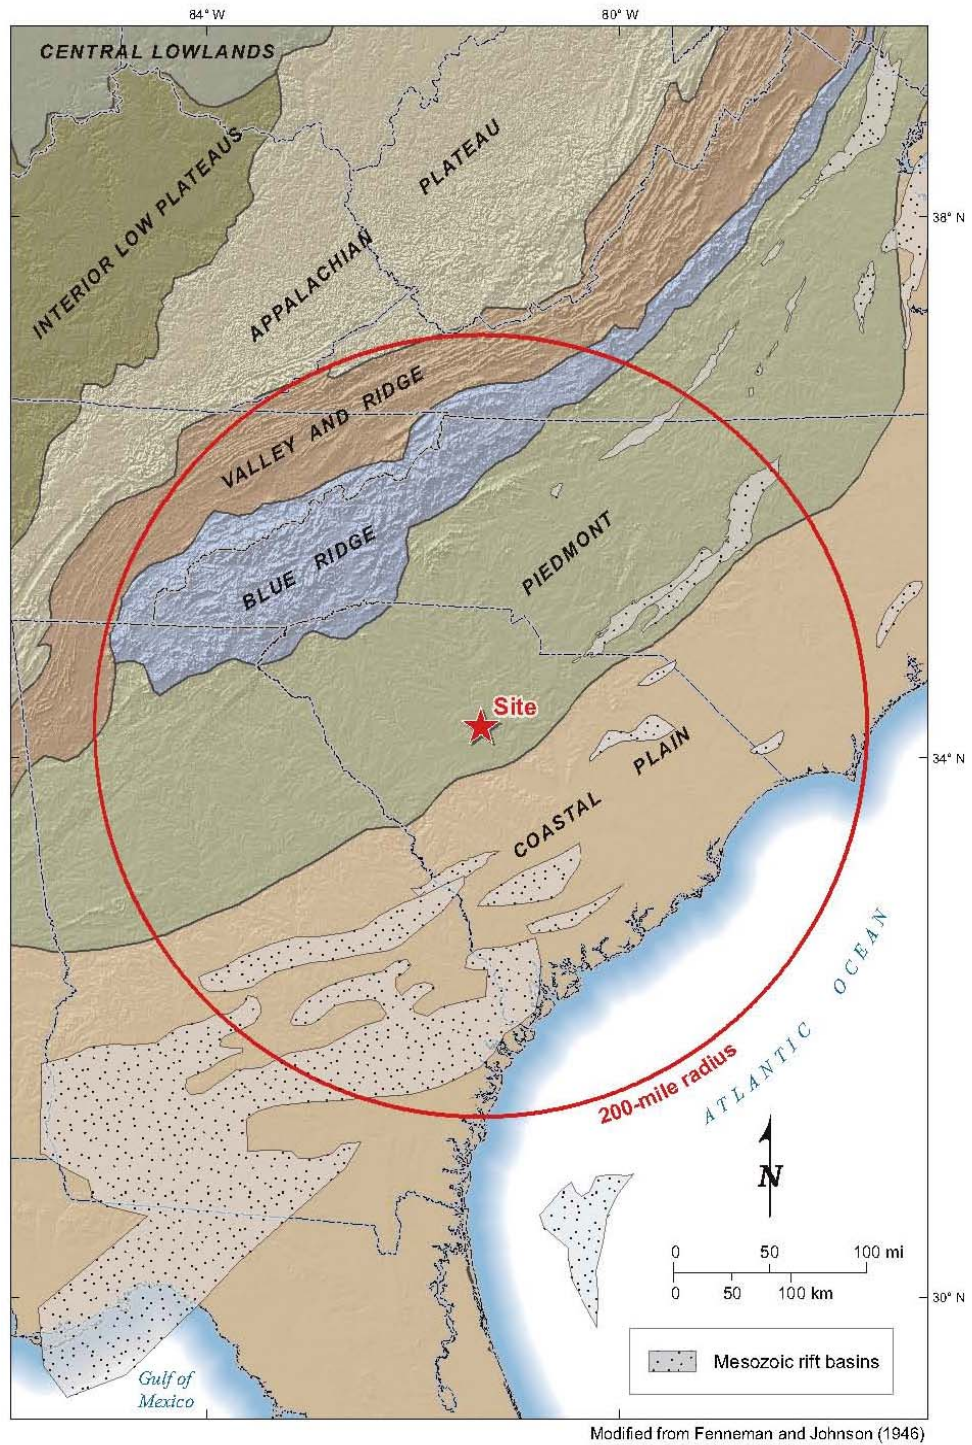 84° W
80° W
CENTRAL LOWLANDS
INTERIOR LOW PLATEAUS
APPALACHIAN
PLATEAU
38° N
VALLEY AND RIDGE
BLUE RIDGE
PIEDMONT
Site
34° N
COASTAL
PLAIN
ATLANTIC
OCEAN
200-mile radius
N
0 50 100 mi
0 50 100 km
30° N
Mesozoic rift basins
Gulf of
Mexico
Modified from Fenneman and Johnson (1946)